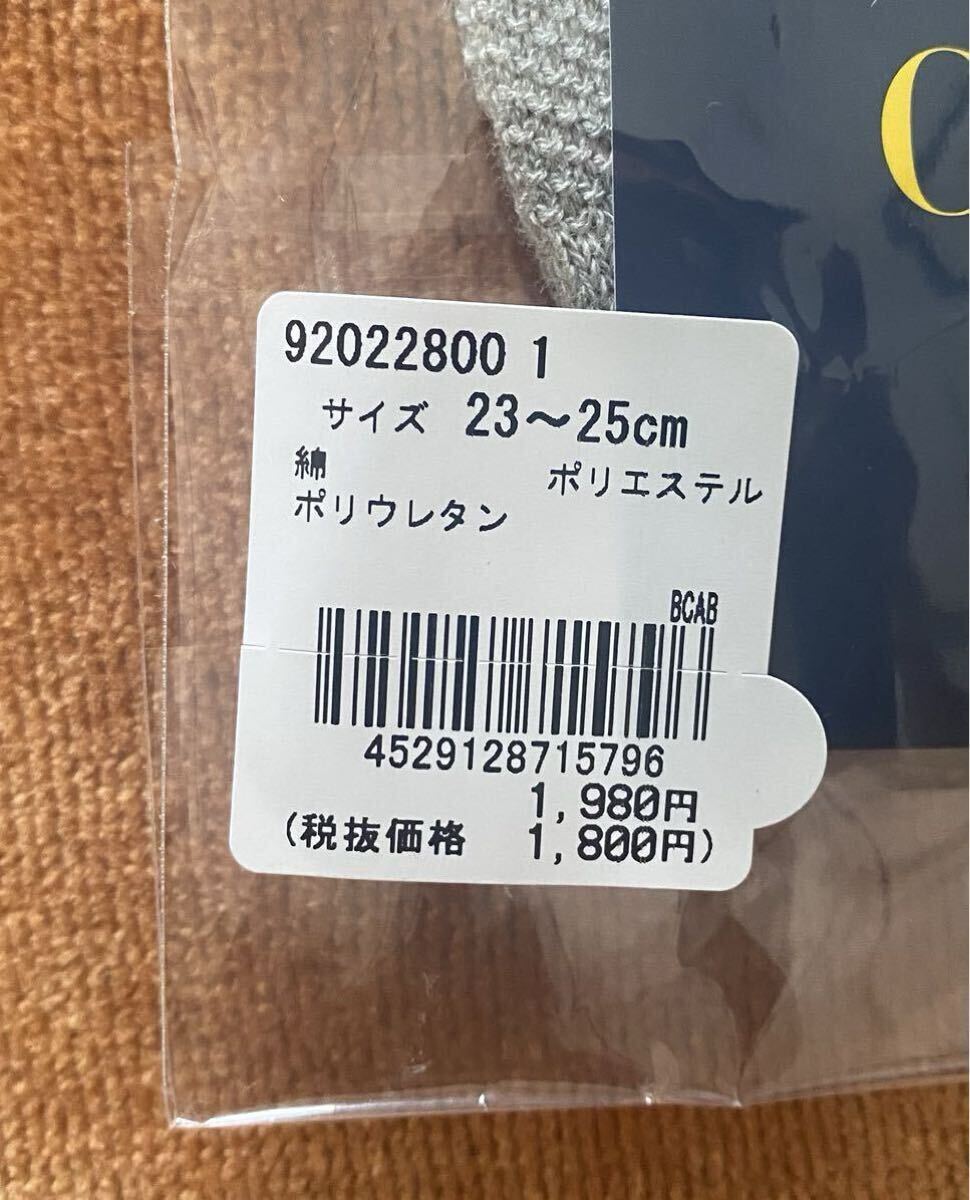 92022800 1
サイズ 23～25cm
綿 ポリエステル
ポリウレタン
BCAB
4529128715796
1,980円
(税抜価格 1,800円)